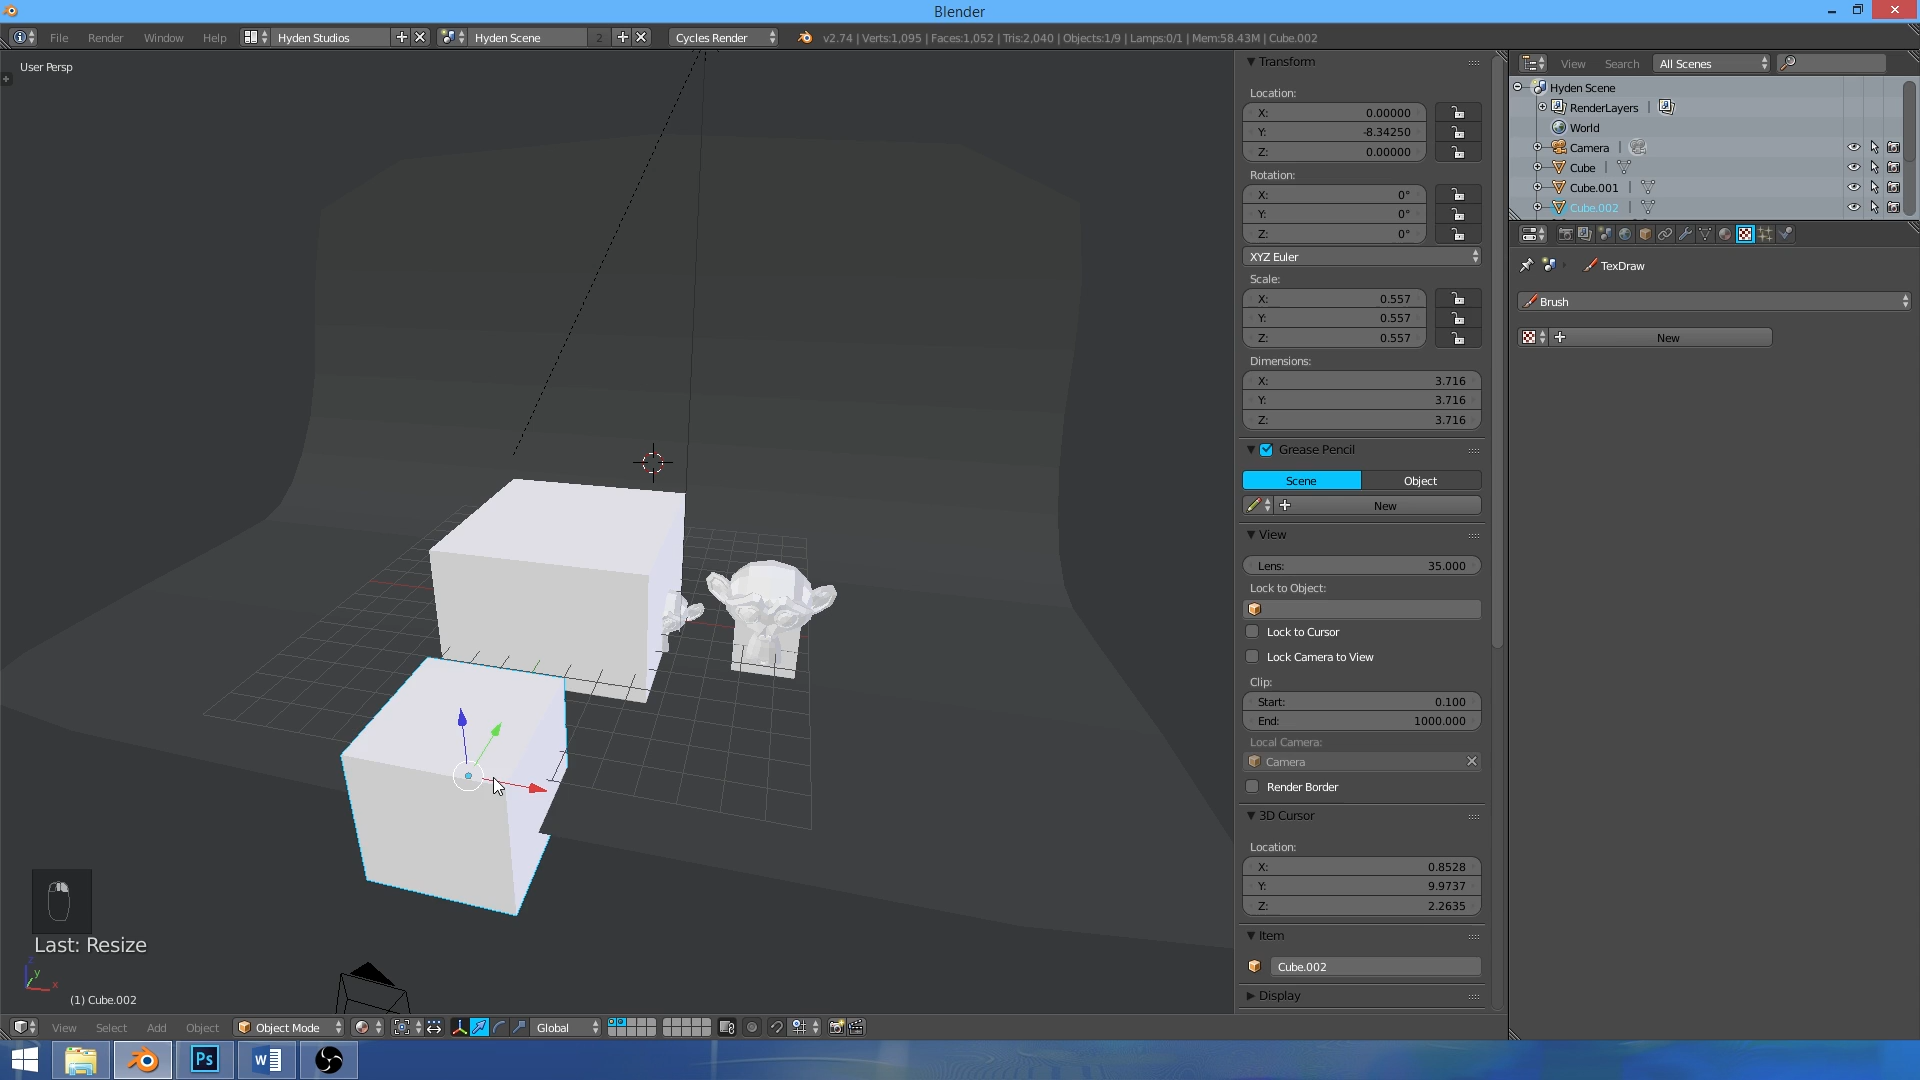 Blender
File Render Window Help Hyden Studios Hyden Scene 2 Cycles Render v2.74 | Verts:1,095 | Faces:1,052 | Tris:2,040 | Objects:1/9 | Lamps:0/1 | Mem:58.43M | Cube.002
User Persp
Last: Resize
z
y
x
(1) Cube.002
View Select Add Object Object Mode Global
Transform
Location:
X: 0.00000
Y: -8.34250
Z: 0.00000
Rotation:
X: 0°
Y: 0°
Z: 0°
XYZ Euler
Scale:
X: 0.557
Y: 0.557
Z: 0.557
Dimensions:
X: 3.716
Y: 3.716
Z: 3.716
Grease Pencil
Scene Object
New
View
Lens: 35.000
Lock to Object:
Lock to Cursor
Lock Camera to View
Clip:
Start: 0.100
End: 1000.000
Local Camera:
Camera
Render Border
3D Cursor
Location:
X: 0.8528
Y: 9.9737
Z: 2.2635
Item
Cube.002
Display
View Search All Scenes
Hyden Scene
RenderLayers |
World
Camera |
Cube |
Cube.001 |
Cube.002 |
TexDraw
Brush
New
Ps
W